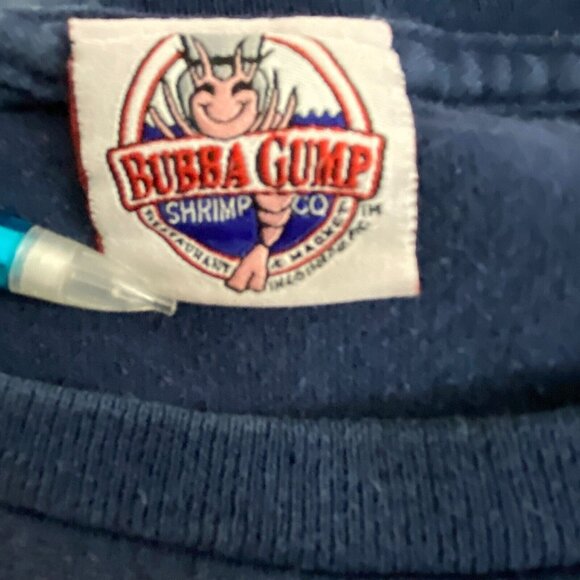 BUBBA GUMP
SHRIMP CO
RESTAURANT & MARKET
TM